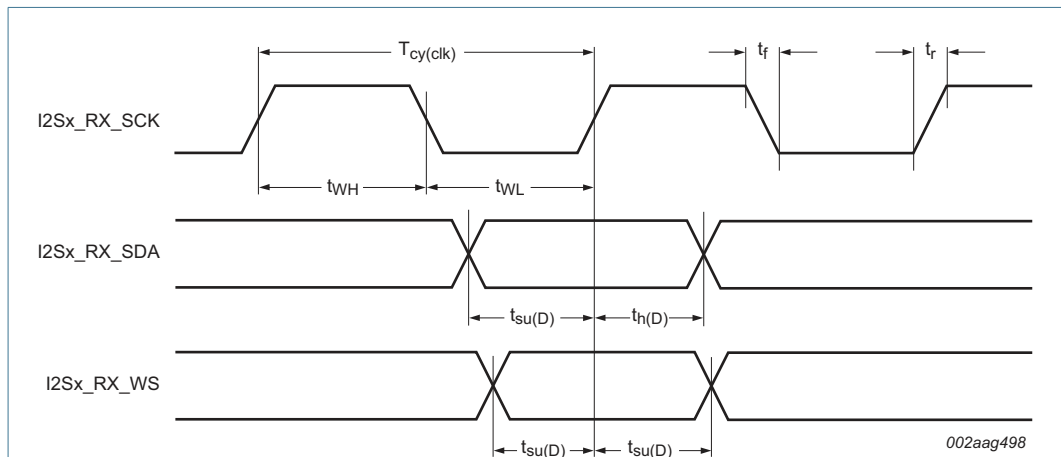 T_cy(clk)
t_f
t_r
I2Sx_RX_SCK
t_WH
t_WL
I2Sx_RX_SDA
t_su(D)
t_h(D)
I2Sx_RX_WS
t_su(D)
t_su(D)
002aag498